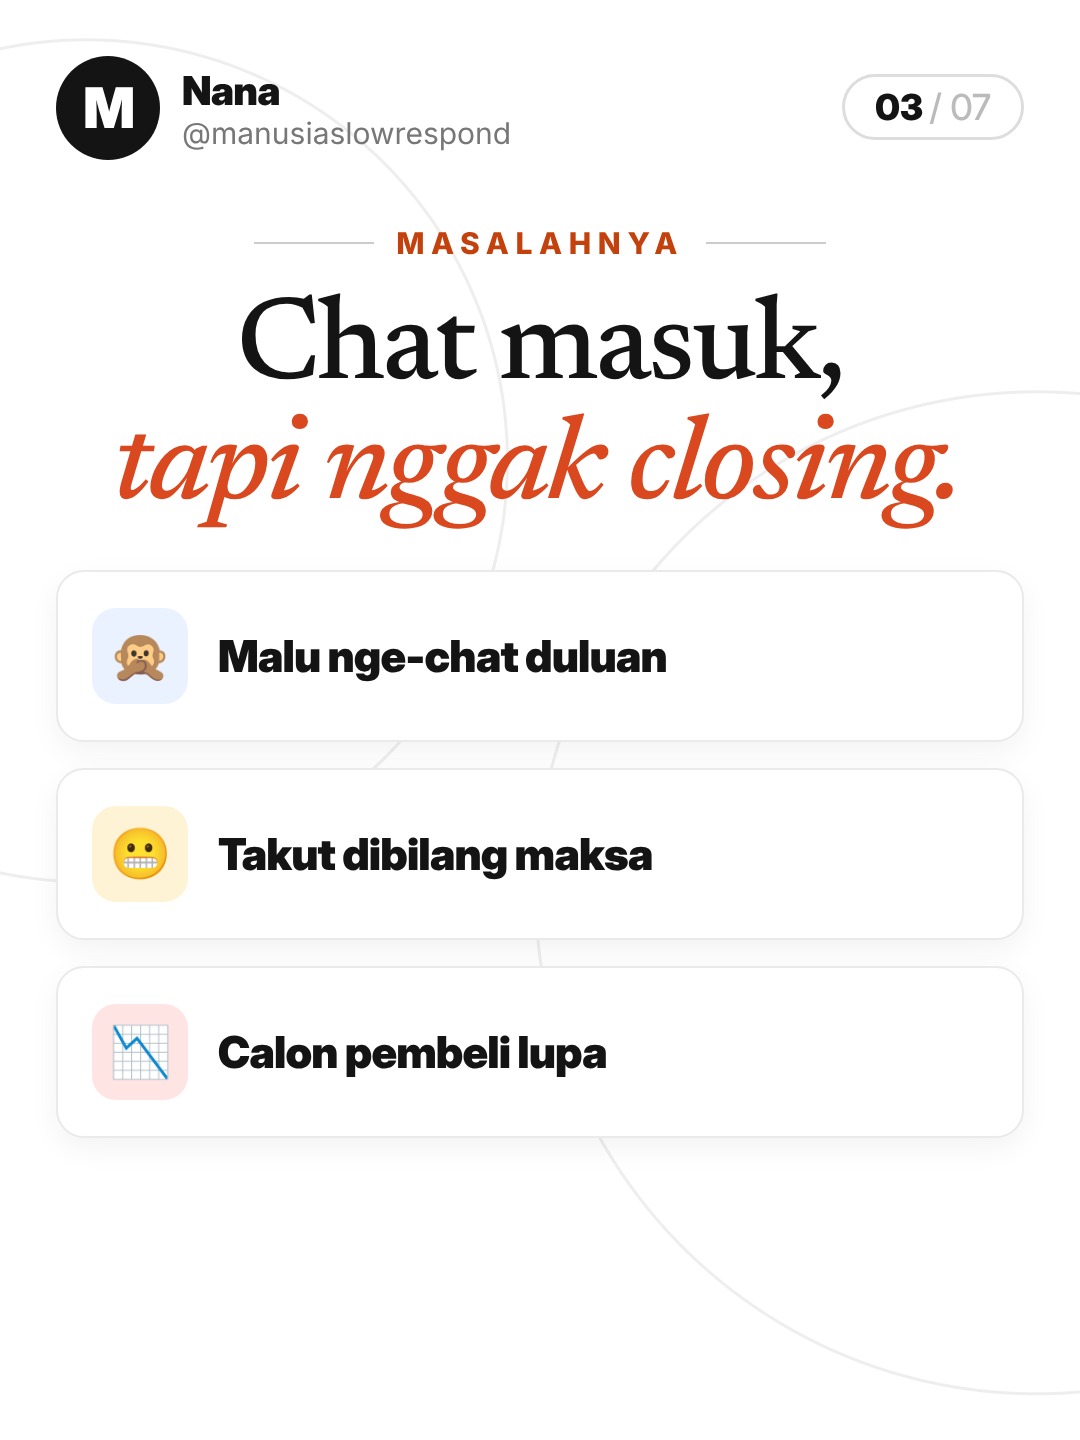 M
Nana
@manusiaslowrespond
03 / 07
MASALAHNYA
Chat masuk,
tapi nggak closing.
Malu nge-chat duluan
Takut dibilang maksa
Calon pembeli lupa